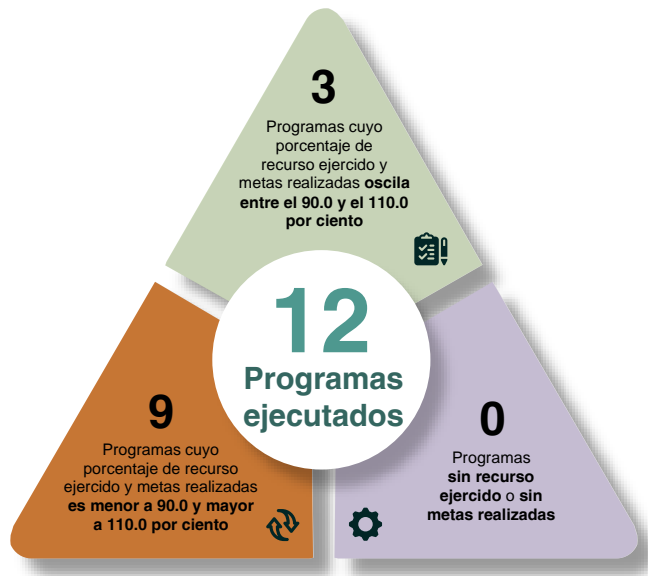 3
Programas cuyo
porcentaje de
recurso ejercido y
metas realizadas oscila
entre el 90.0 y el 110.0
por ciento
12
Programas
ejecutados
9
Programas cuyo
porcentaje de recurso
ejercido y metas realizadas
es menor a 90.0 y mayor
a 110.0 por ciento
0
Programas
sin recurso
ejercido o sin
metas realizadas